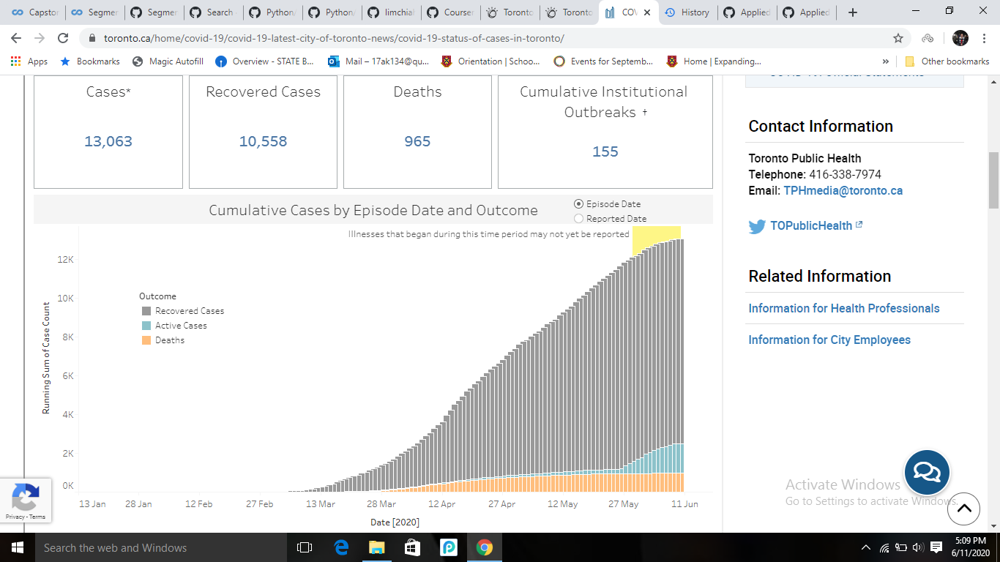 Capstor
Segmer
Segmer
Search ·
Python/
Python/
limchial
Courser
Toronto
Toronto
COV
History
Applied
Applied
toronto.ca/home/covid-19/covid-19-latest-city-of-toronto-news/covid-19-status-of-cases-in-toronto/
Apps
Bookmarks
Magic Autofill
Overview - STATE B...
Mail – 17ak134@qu...
Orientation | Schoo...
Events for Septemb...
Home | Expanding...
»
Other bookmarks
Cases*
13,063
Recovered Cases
10,558
Deaths
965
Cumulative Institutional
Outbreaks †
155
Cumulative Cases by Episode Date and Outcome
Episode Date
Reported Date
Illnesses that began during this time period may not yet be reported
Running Sum of Case Count
12K
10K
8K
6K
4K
2K
0K
Outcome
Recovered Cases
Active Cases
Deaths
13 Jan
28 Jan
12 Feb
27 Feb
13 Mar
28 Mar
12 Apr
27 Apr
12 May
27 May
11 Jun
Date [2020]
Contact Information
Toronto Public Health
Telephone: 416-338-7974
Email: TPHmedia@toronto.ca
TOPublicHealth
Related Information
Information for Health Professionals
Information for City Employees
Activate Windows
Go to Settings to activate Windows.
Privacy - Terms
Search the web and Windows
5:09 PM
6/11/2020